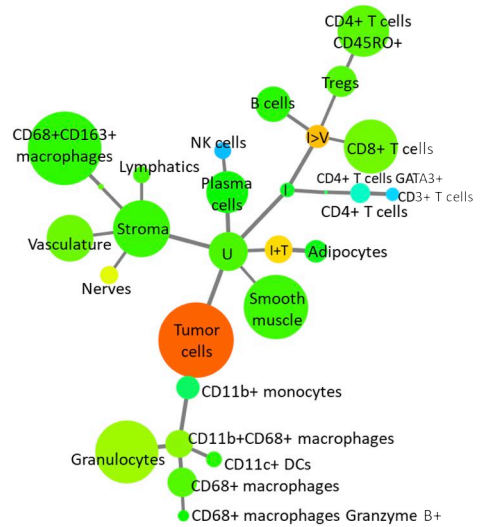 CD4+ T cells
CD45RO+
Tregs
B cells
I>V
CD8+ T cells
CD68+CD163+
macrophages
NK cells
Lymphatics
Plasma
cells
I
CD4+ T cells GATA3+
CD3+ T cells
CD4+ T cells
Stroma
Vasculature
U
I+T
Adipocytes
Nerves
Smooth
muscle
Tumor
cells
CD11b+ monocytes
CD11b+CD68+ macrophages
Granulocytes
CD11c+ DCs
CD68+ macrophages
CD68+ macrophages Granzyme B+